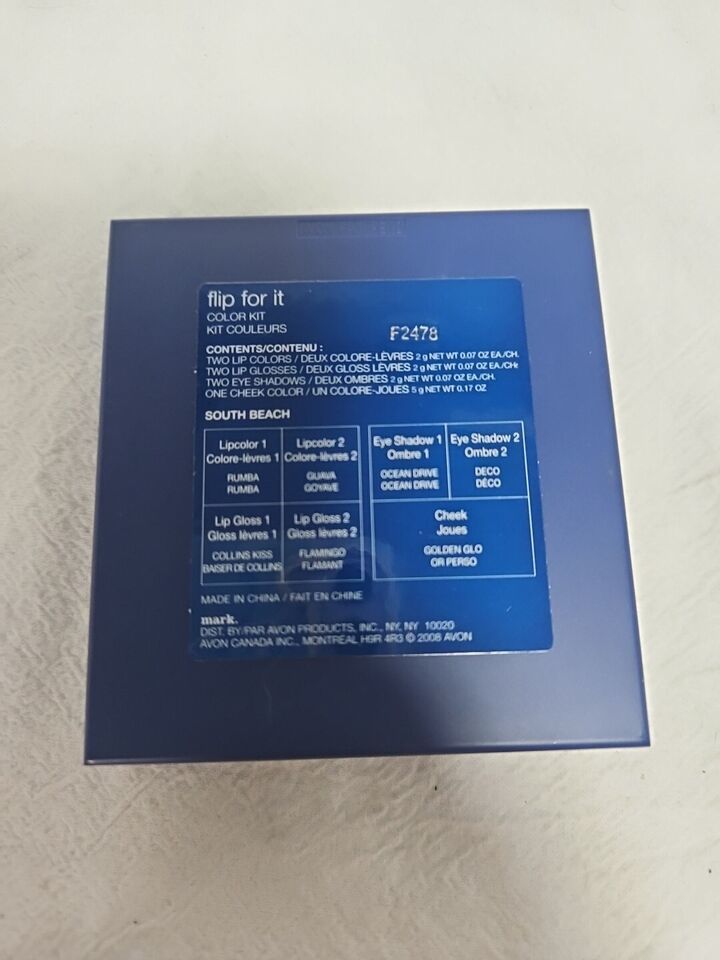 flip for it
COLOR KIT
KIT COULEURS
F2478
CONTENTS/CONTENU :
TWO LIP COLORS / DEUX COLORE-LÈVRES 2 g NET WT 0.07 OZ EA./CH.
TWO LIP GLOSSES / DEUX GLOSS LÈVRES 2 g NET WT 0.07 OZ EA./CH.
TWO EYE SHADOWS / DEUX OMBRES 2 g NET WT 0.07 OZ EA./CH.
ONE CHEEK COLOR / UN COLORE-JOUES 5 g NET WT 0.17 OZ
SOUTH BEACH
Lipcolor 1
Colore-lèvres 1
RUMBA
RUMBA
Lipcolor 2
Colore-lèvres 2
GUAVA
GOYAVE
Eye Shadow 1
Ombre 1
OCEAN DRIVE
OCEAN DRIVE
Eye Shadow 2
Ombre 2
DECO
DÉCO
Lip Gloss 1
Gloss lèvres 1
COLLINS KISS
BAISER DE COLLINS
Lip Gloss 2
Gloss lèvres 2
FLAMINGO
FLAMANT
Cheek
Joues
GOLDEN GLO
OR PERSO
MADE IN CHINA / FAIT EN CHINE
mark.
DIST. BY/PAR AVON PRODUCTS, INC., NY, NY 10020
AVON CANADA INC., MONTREAL H9R 4R3 © 2008 AVON